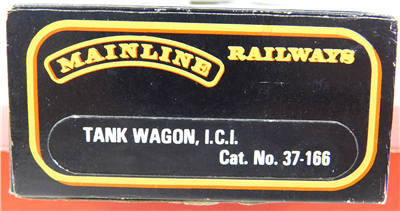 MAINLINE RAILWAYS
TANK WAGON, I.C.I.
Cat. No. 37-166